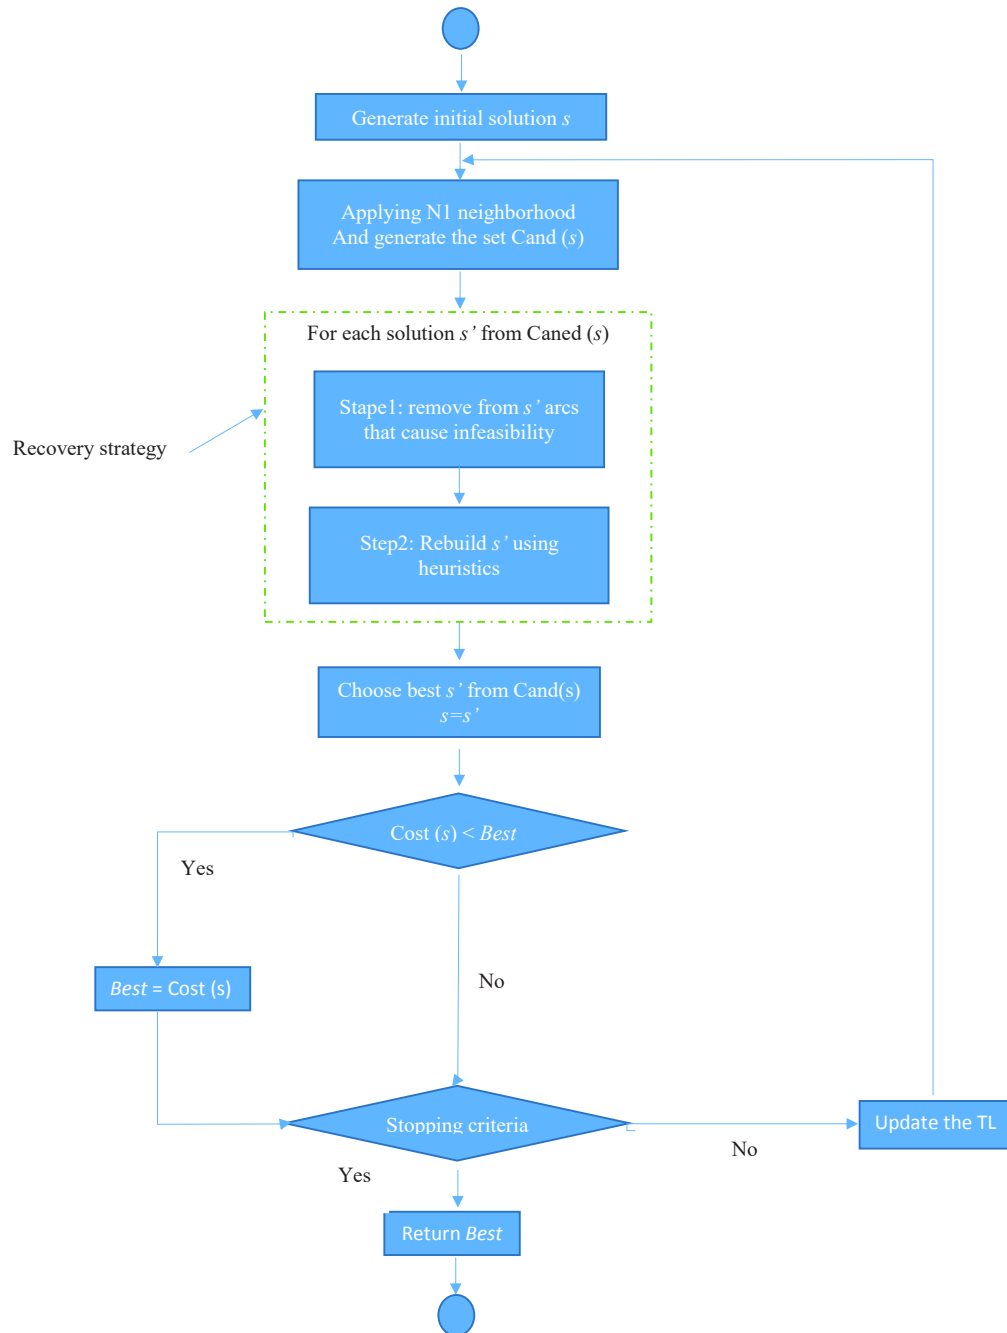 Generate initial solution s
Applying N1 neighborhood
And generate the set Cand (s)
For each solution s’ from Caned (s)
Stape1: remove from s’ arcs
that cause infeasibility
Recovery strategy
Step2: Rebuild s’ using
heuristics
Choose best s’ from Cand(s)
s=s’
Cost (s) < Best
Yes
No
Best = Cost (s)
Stopping criteria
Update the TL
No
Yes
Return Best